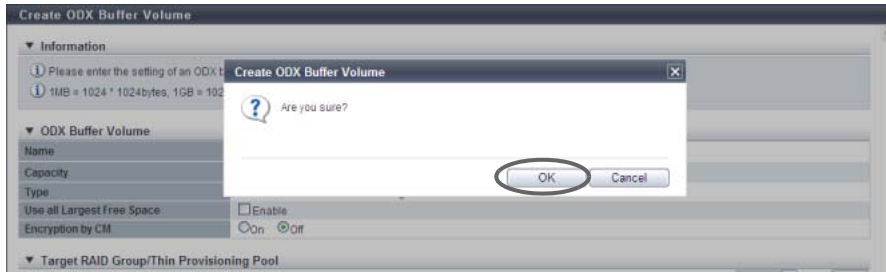 Create ODX Buffer Volume
▼ Information
Please enter the setting of an ODX
1MB = 1024 * 1024bytes, 1GB = 102
Create ODX Buffer Volume
Are you sure?
OK Cancel
▼ ODX Buffer Volume
Name
Capacity
Type
Use all Largest Free Space Enable
Encryption by CM On Off
▼ Target RAID Group/Thin Provisioning Pool